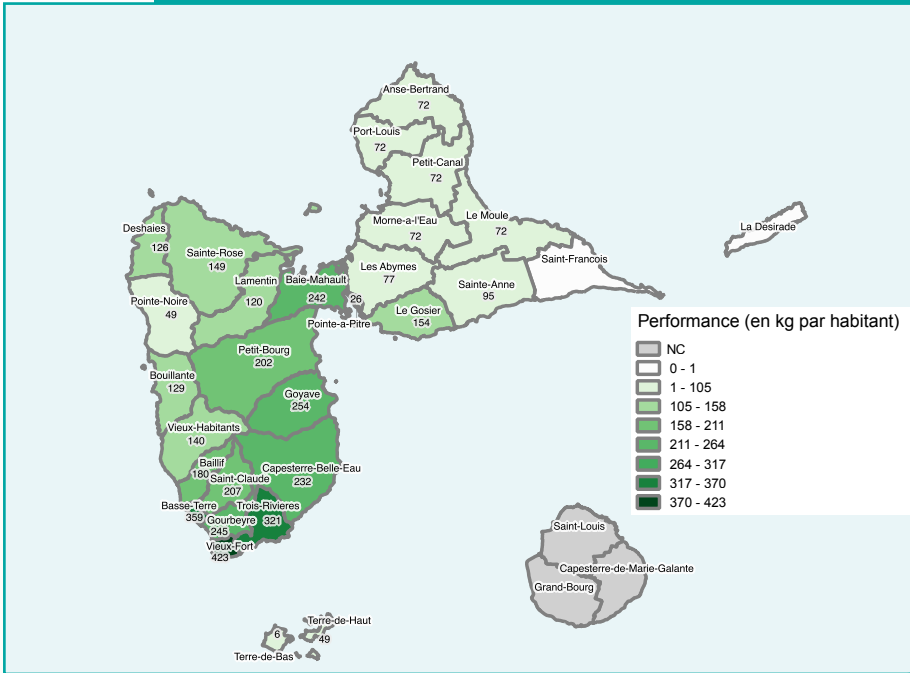 Anse-Bertrand
72
Port-Louis
72
Petit-Canal
72
Deshaies
126
Sainte-Rose
149
Morne-a-l'Eau
72
Le Moule
72
La Desirade
Saint-Francois
Les Abymes
77
Lamentin
120
Baie-Mahault
242
26
Pointe-a-Pitre
Sainte-Anne
95
Pointe-Noire
49
Le Gosier
154
Petit-Bourg
202
Bouillante
129
Goyave
254
Vieux-Habitants
140
Baillif
180
Saint-Claude
207
Capesterre-Belle-Eau
232
Basse-Terre
359
Trois-Rivieres
321
Gourbeyre
245
Vieux-Fort
423
Terre-de-Haut
49
6
Terre-de-Bas
Saint-Louis
Capesterre-de-Marie-Galante
Grand-Bourg
Performance (en kg par habitant)
NC
0 - 1
1 - 105
105 - 158
158 - 211
211 - 264
264 - 317
317 - 370
370 - 423